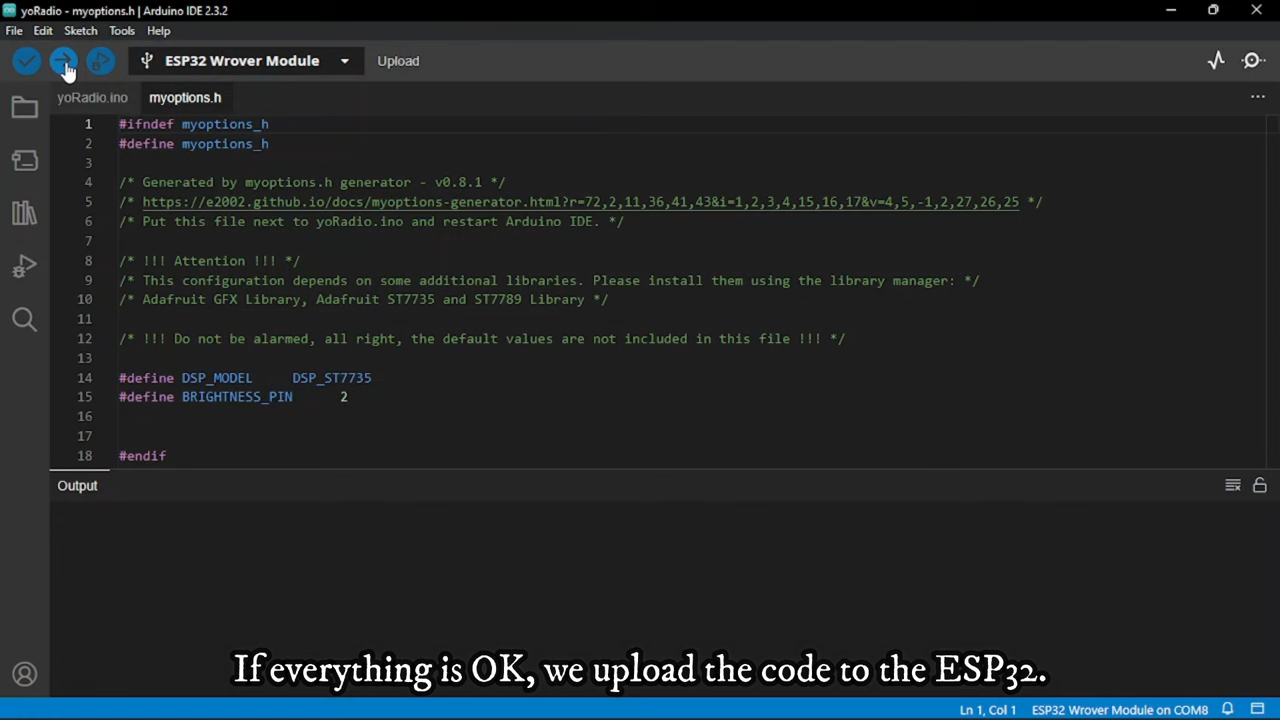 yoRadio - myoptions.h | Arduino IDE 2.3.2
File Edit Sketch Tools Help
ESP32 Wrover Module Upload
yoRadio.ino myoptions.h
1 #ifndef myoptions_h
2 #define myoptions_h
3
4 /* Generated by myoptions.h generator - v0.8.1 */
5 /* https://e2002.github.io/docs/myoptions-generator.html?r=72,2,11,36,41,43&i=1,2,3,4,15,16,17&v=4,5,-1,2,27,26,25 */
6 /* Put this file next to yoRadio.ino and restart Arduino IDE. */
7
8 /* !!! Attention !!! */
9 /* This configuration depends on some additional libraries. Please install them using the library manager: */
10 /* Adafruit GFX Library, Adafruit ST7735 and ST7789 Library */
11
12 /* !!! Do not be alarmed, all right, the default values are not included in this file !!! */
13
14 #define DSP_MODEL DSP_ST7735
15 #define BRIGHTNESS_PIN 2
16
17
18 #endif
Output
If everything is OK, we upload the code to the ESP32.
Ln 1, Col 1 ESP32 Wrover Module on COM8